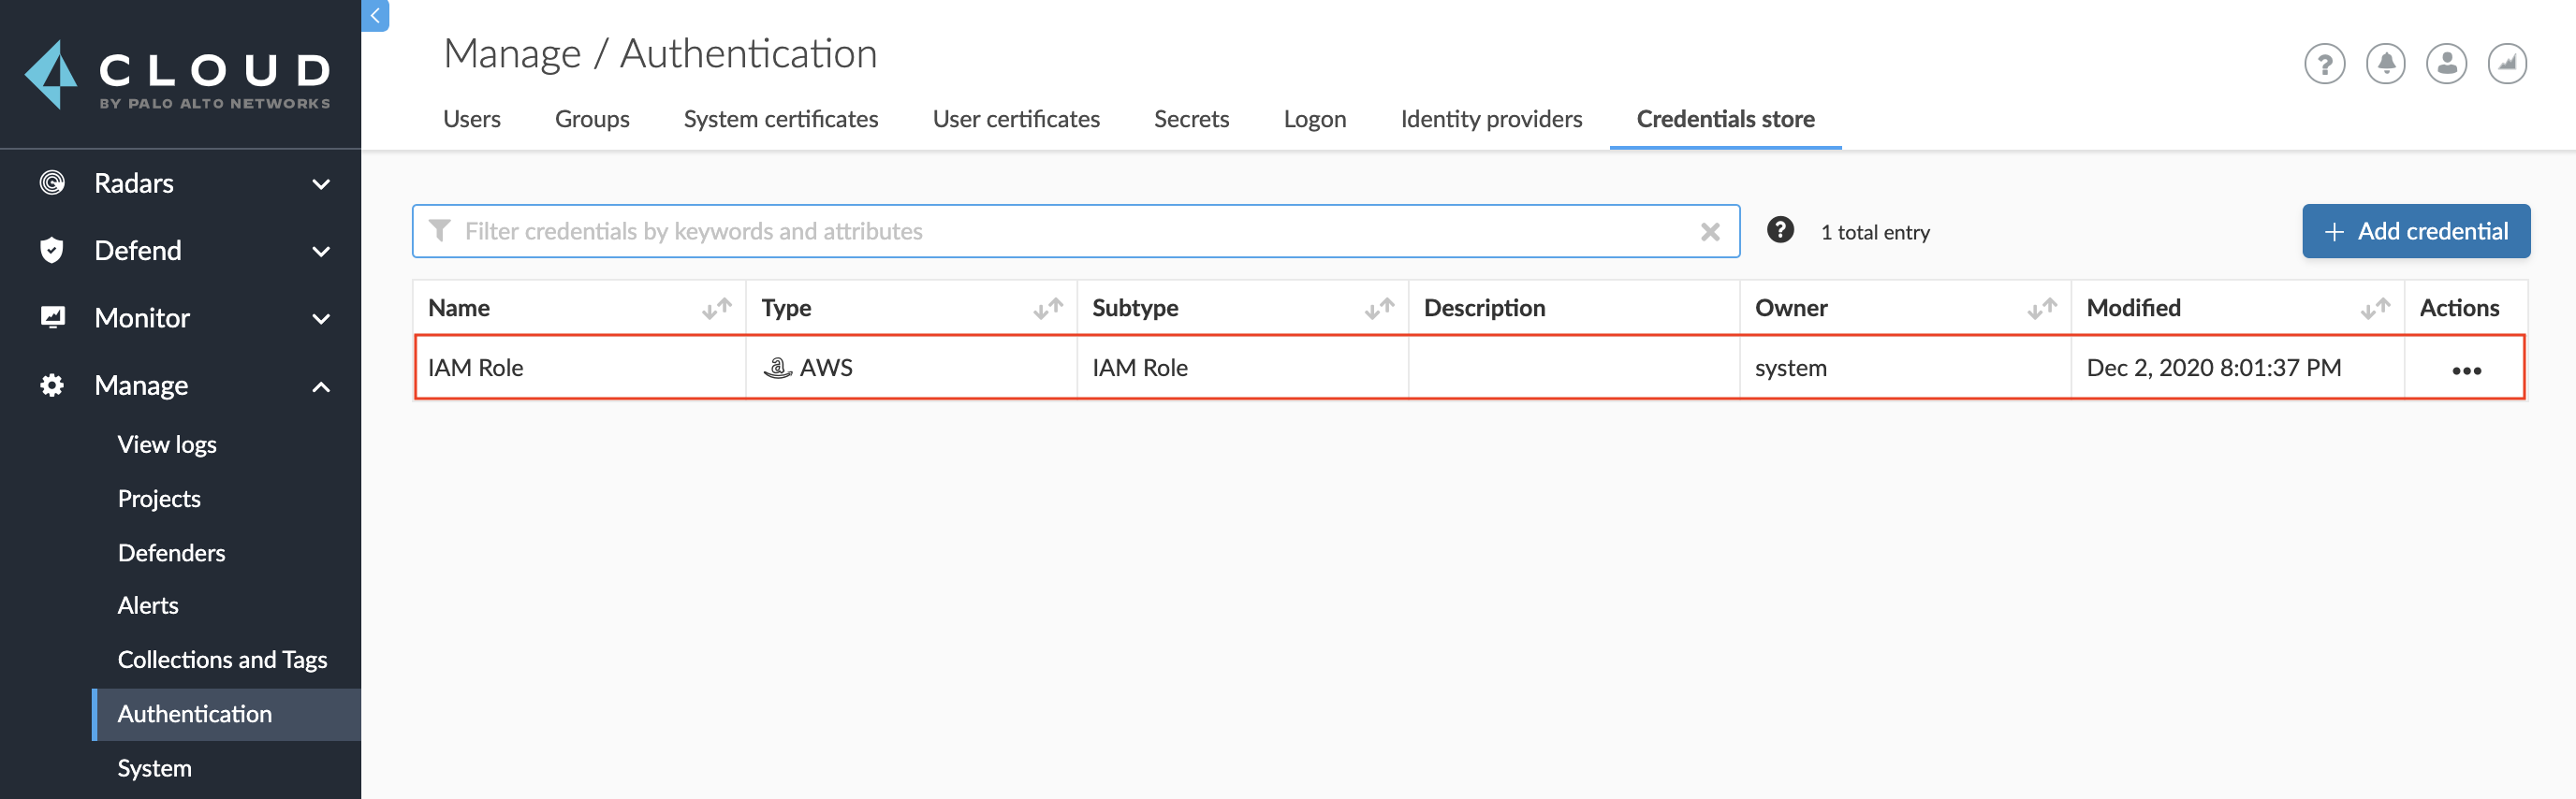 CLOUD
BY PALO ALTO NETWORKS
Radars
Defend
Monitor
Manage
View logs
Projects
Defenders
Alerts
Collections and Tags
Authentication
System
Manage / Authentication
Users Groups System certificates User certificates Secrets Logon Identity providers Credentials store
Filter credentials by keywords and attributes
? 1 total entry
+ Add credential
Name Type Subtype Description Owner Modified Actions
IAM Role AWS IAM Role system Dec 2, 2020 8:01:37 PM •••